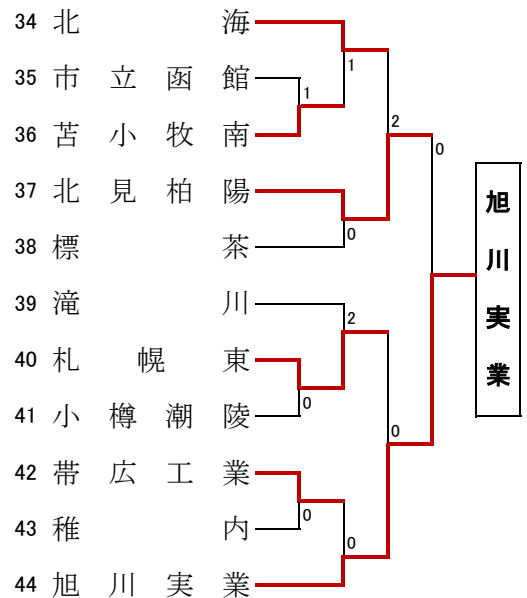 34 北海
35 市立函館
36 苫小牧南
37 北見柏陽
38 標茶
39 滝川
40 札幌東
41 小樽潮陵
42 帯広工業
43 稚内
44 旭川実業
1
1
2
0
0
2
0
0
0
0
旭川実業